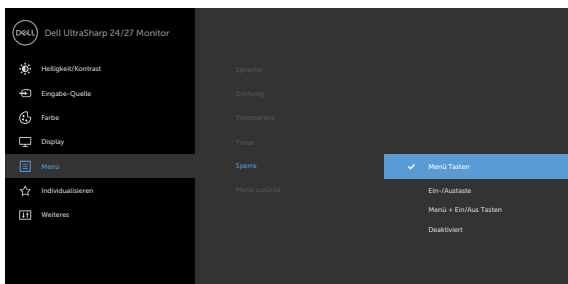 DELL
Dell UltraSharp 24/27 Monitor
Helligkeit/Kontrast
Eingabe-Quelle
Farbe
Display
Menü
Individualisieren
Weiteres
Sprache
Drehung
Transparenz
Timer
Sperre
Menü zurücks.
Menü Tasten
Ein-/Austaste
Menü + Ein/Aus Tasten
Deaktiviert